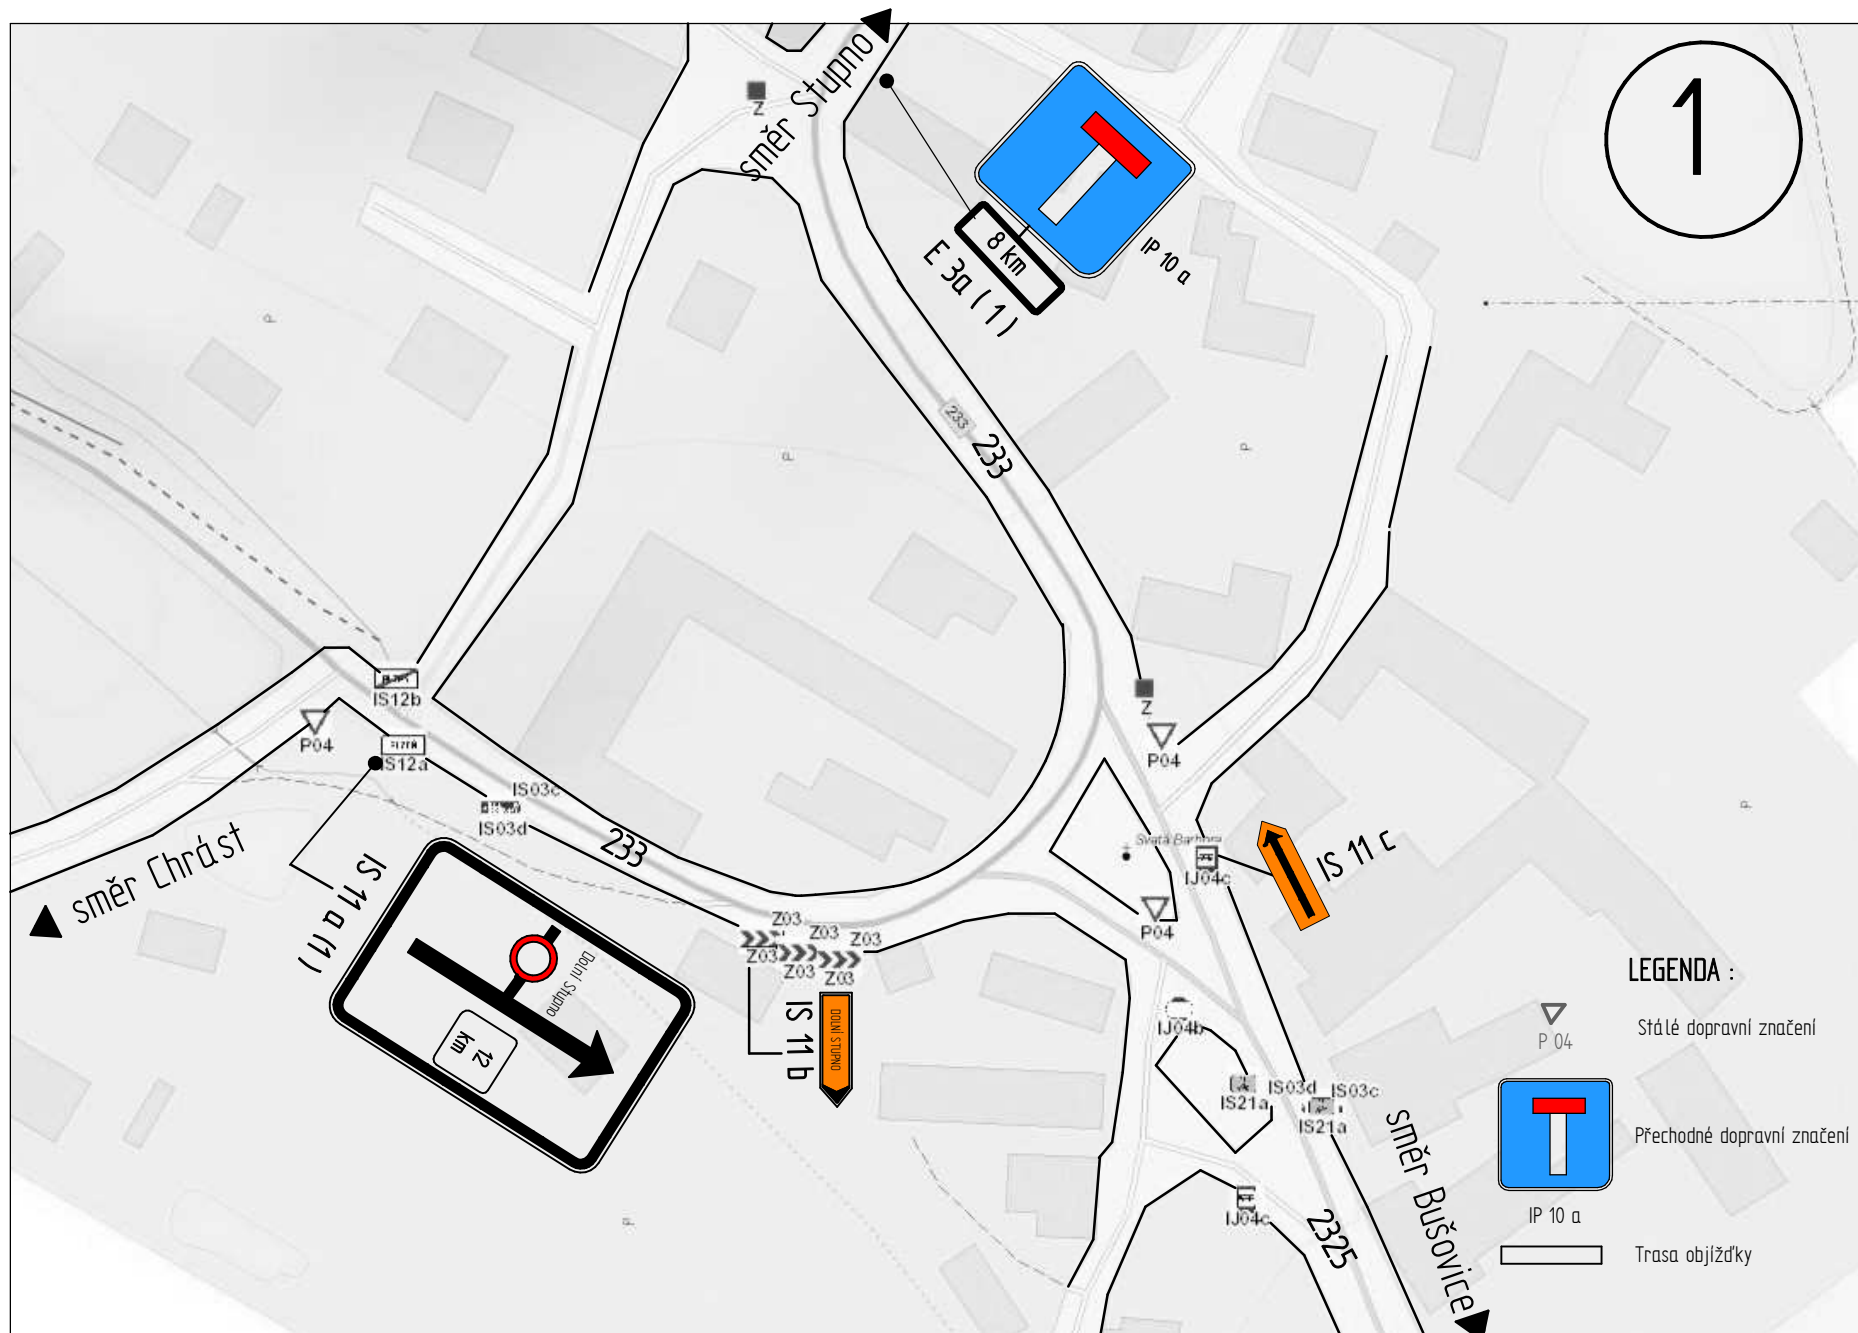 směr Stupno
1
Z
8 km
E 3a ( 1 )
IP 10 a
P
P
P
233
233
IS12b
P04
IS12a
IS03c
IS03d
233
Z
P04
Svatá Barbora
IJ04c
IS 11 c
P
směr Chrást
IS 11 a (1)
Dolní Stupno
12
km
Z03
Z03
Z03
Z03
Z03
Z03
IS 11 b
DOLNÍ STUPNO
P04
IJ04b
IS03d
IS21a
IS03c
IS21a
IJ04c
P
2325
směr Bušovice
LEGENDA :
P 04
Stálé dopravní značení
Přechodné dopravní značení
IP 10 a
Trasa objížďky